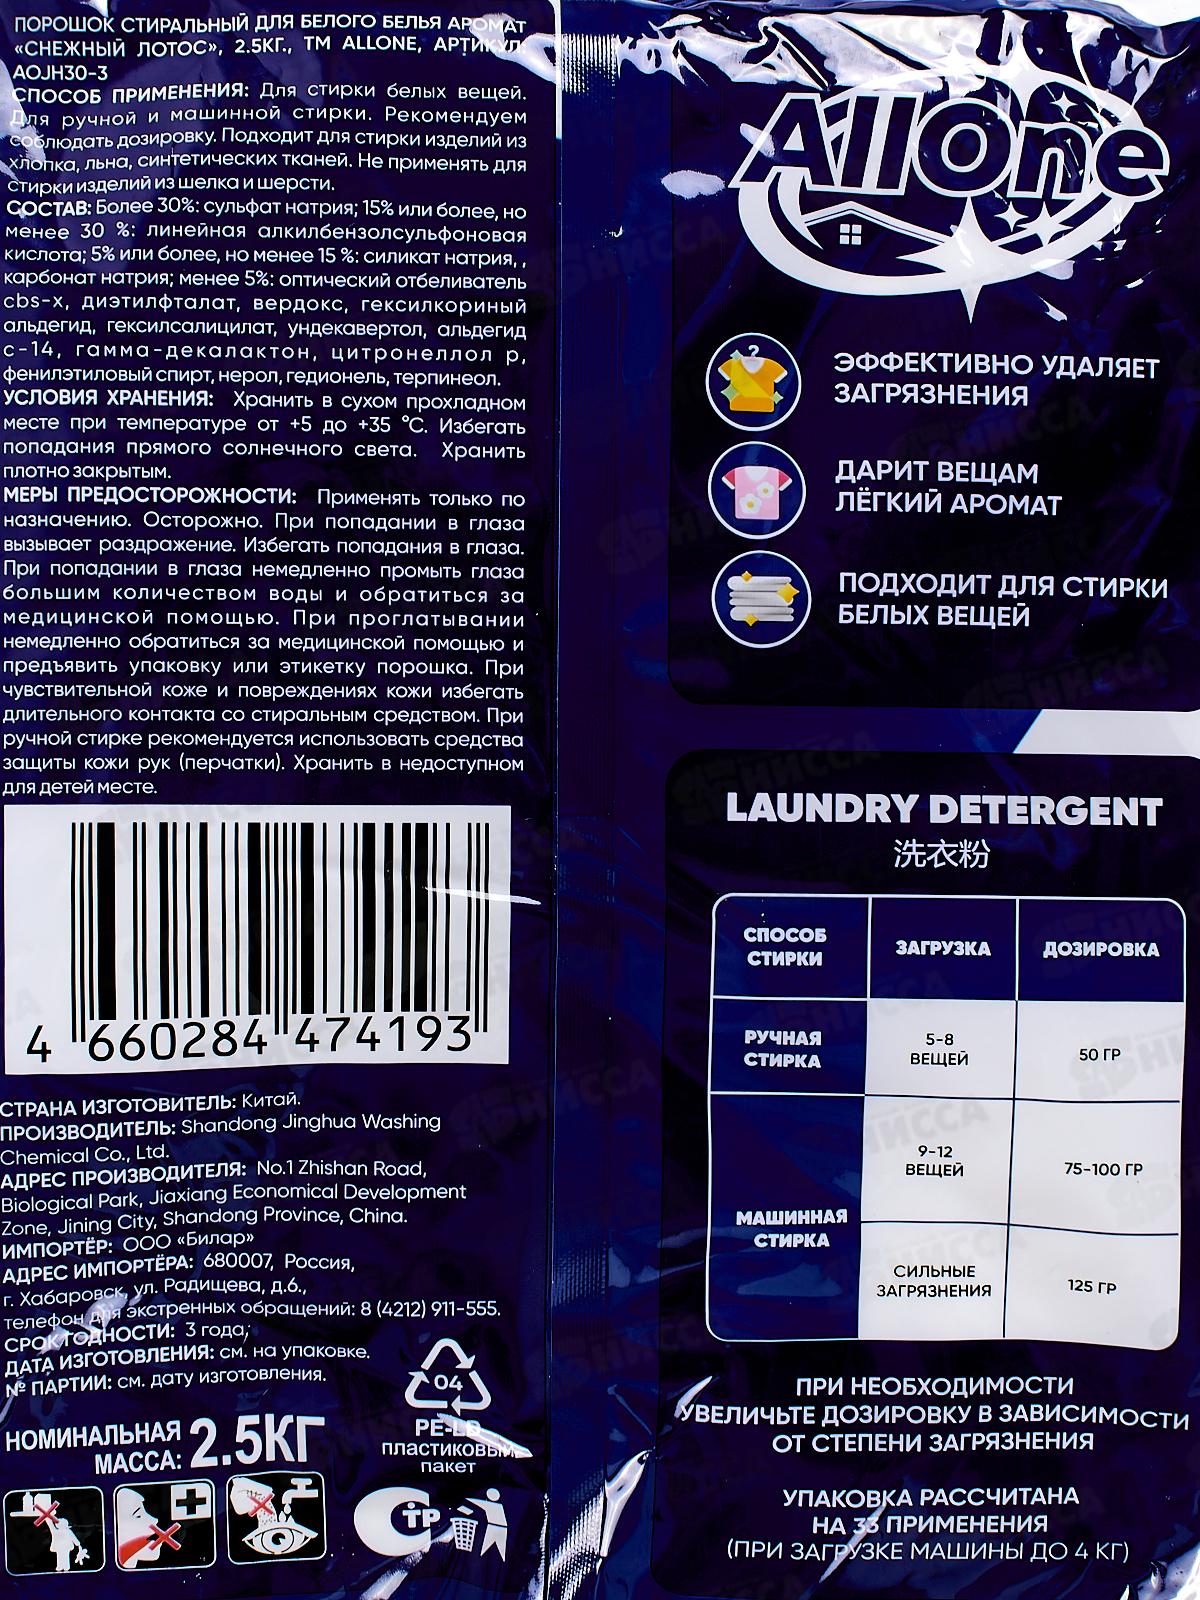 ПОРОШОК СТИРАЛЬНЫЙ ДЛЯ БЕЛОГО БЕЛЬЯ АРОМАТ
«СНЕЖНЫЙ ЛОТОС», 2.5КГ., ТМ ALLONE, АРТИКУЛ:
AOJH30-3
СПОСОБ ПРИМЕНЕНИЯ: Для стирки белых вещей.
Для ручной и машинной стирки. Рекомендуем
соблюдать дозировку. Подходит для стирки изделий из
хлопка, льна, синтетических тканей. Не применять для
стирки изделий из шелка и шерсти.
СОСТАВ: Более 30%: сульфат натрия; 15% или более, но
менее 30 %: линейная алкилбензолсульфоновая
кислота; 5% или более, но менее 15 %: силикат натрия, ,
карбонат натрия; менее 5%: оптический отбеливатель
cbs-x, диэтилфталат, вердокс, гексилкориный
альдегид, гексилсалицилат, ундекавертол, альдегид
с-14, гамма-декалактон, цитронеллол р,
фенилэтиловый спирт, нерол, гедионель, терпинеол.
УСЛОВИЯ ХРАНЕНИЯ: Хранить в сухом прохладном
месте при температуре от +5 до +35 °С. Избегать
попадания прямого солнечного света. Хранить
плотно закрытым.
МЕРЫ ПРЕДОСТОРОЖНОСТИ: Применять только по
назначению. Осторожно. При попадании в глаза
вызывает раздражение. Избегать попадания в глаза.
При попадании в глаза немедленно промыть глаза
большим количеством воды и обратиться за
медицинской помощью. При проглатывании
немедленно обратиться за медицинской помощью и
предъявить упаковку или этикетку порошка. При
чувствительной коже и повреждениях кожи избегать
длительного контакта со стиральным средством. При
ручной стирке рекомендуется использовать средства
защиты кожи рук (перчатки). Хранить в недоступном
для детей месте.
4 660284 474193
СТРАНА ИЗГОТОВИТЕЛЬ: Китай.
ПРОИЗВОДИТЕЛЬ: Shandong Jinghua Washing
Chemical Co., Ltd.
АДРЕС ПРОИЗВОДИТЕЛЯ: No.1 Zhishan Road,
Biological Park, Jiaxiang Economical Development
Zone, Jining City, Shandong Province, China.
ИМПОРТЁР: ООО «Билар»
АДРЕС ИМПОРТЁРА: 680007, Россия,
г. Хабаровск, ул. Радищева, д.6.,
телефон для экстренных обращений: 8 (4212) 911-555.
СРОК ГОДНОСТИ: 3 года;
ДАТА ИЗГОТОВЛЕНИЯ: см. на упаковке.
№ ПАРТИИ: см. дату изготовления.
НОМИНАЛЬНАЯ
МАССА: 2.5КГ
04
PE-LD
пластиковый
пакет
СТР
AllOne
ЭФФЕКТИВНО УДАЛЯЕТ
ЗАГРЯЗНЕНИЯ
ДАРИТ ВЕЩАМ
ЛЁГКИЙ АРОМАТ
ПОДХОДИТ ДЛЯ СТИРКИ
БЕЛЫХ ВЕЩЕЙ
LAUNDRY DETERGENT
洗衣粉
СПОСОБ
СТИРКИ
ЗАГРУЗКА
ДОЗИРОВКА
РУЧНАЯ
СТИРКА
5-8
ВЕЩЕЙ
50 ГР
МАШИННАЯ
СТИРКА
9-12
ВЕЩЕЙ
75-100 ГР
СИЛЬНЫЕ
ЗАГРЯЗНЕНИЯ
125 ГР
ПРИ НЕОБХОДИМОСТИ
УВЕЛИЧЬТЕ ДОЗИРОВКУ В ЗАВИСИМОСТИ
ОТ СТЕПЕНИ ЗАГРЯЗНЕНИЯ
УПАКОВКА РАССЧИТАНА
НА 33 ПРИМЕНЕНИЯ
(ПРИ ЗАГРУЗКЕ МАШИНЫ ДО 4 КГ)